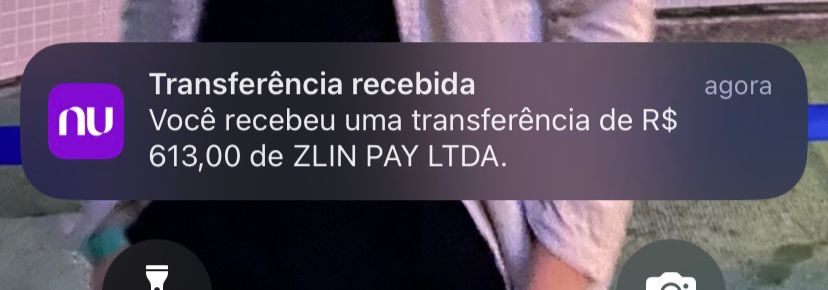 nu
Transferência recebida
agora
Você recebeu uma transferência de R$
613,00 de ZLIN PAY LTDA.